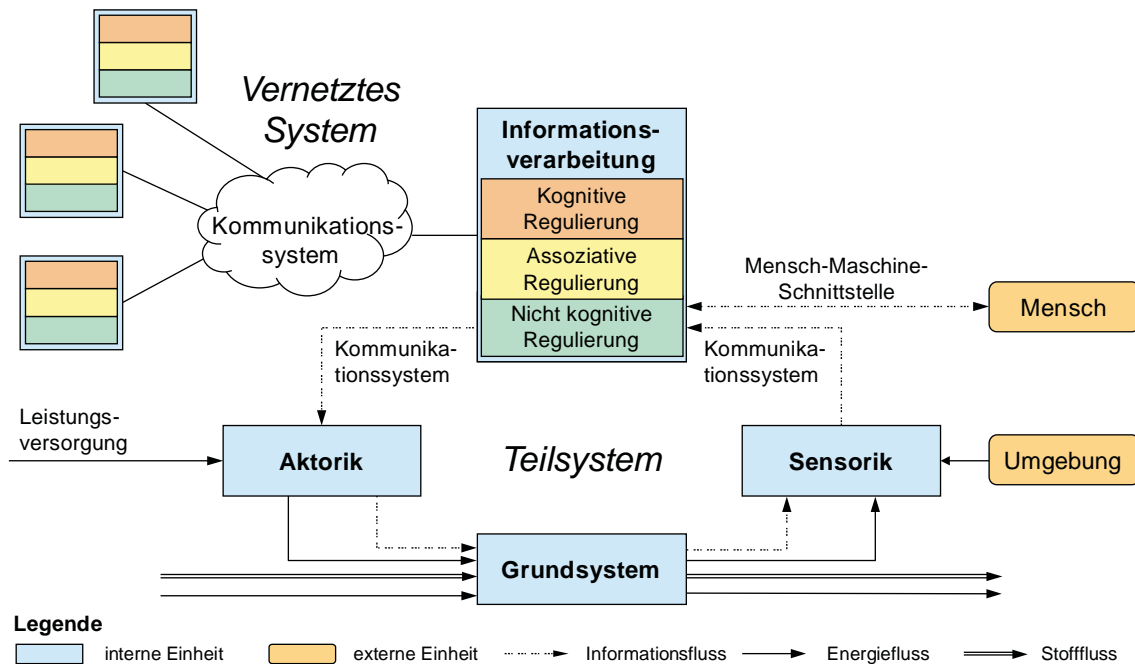 Vernetztes
System
Informations-
verarbeitung
Kognitive
Regulierung
Assoziative
Regulierung
Nicht kognitive
Regulierung
Kommunikations-
system
Mensch-Maschine-
Schnittstelle
Mensch
Kommunika-
tionssystem
Kommunika-
tionssystem
Leistungs-
versorgung
Aktorik
Teilsystem
Sensorik
Umgebung
Grundsystem
Legende
interne Einheit
externe Einheit
Informationsfluss
Energiefluss
Stofffluss